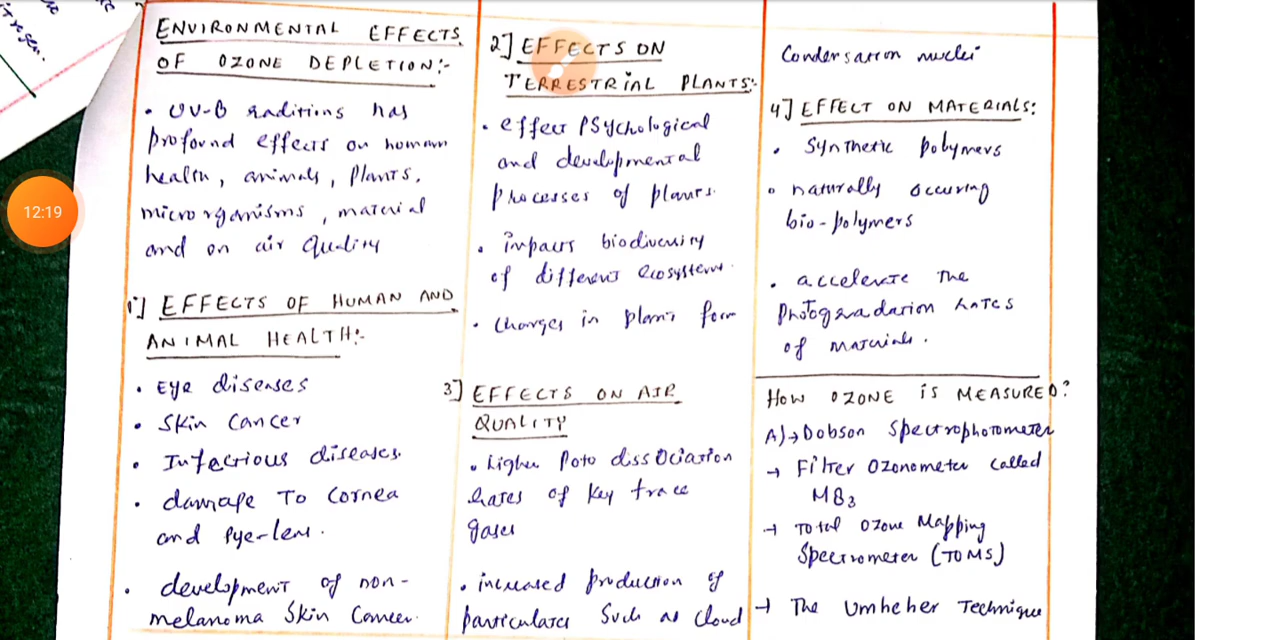 itrogen.
ENVIRONMENTAL EFFECTS
OF OZONE DEPLETION:-
• UV-B raditions has
profound effects on human
health, animals, plants,
microrganisms, material
and on air quality
1] EFFECTS OF HUMAN AND
ANIMAL HEALTH:-
• Eye diseases
• Skin cancer
• Infectious diseases.
• damage to cornea
and eye-lens.
• development of non-
melanoma skin cancer.
2] EFFECTS ON
TERRESTRIAL PLANTS:-
• effect PSychological
and developmental
processes of plants.
• impacts biodiversity
of different ecosystems.
• changes in plant form
3] EFFECTS ON AIR
QUALITY
• higher Poto dissociation
rates of key trace
gases
• increased production of
particulates such as cloud
Condensation nuclei
4] EFFECT ON MATERIALS:
• Synthetic polymers
• naturally occuring
bio-polymers
• accelerate the
photogradation rates
of materials.
HOW OZONE IS MEASURED?
A)→ Dobson Spectrophotometer
→ Filter Ozonometer called
M83
→ Total Ozone Mapping
Spectrometer (TOMS)
→ The Umheher Technique
12:19